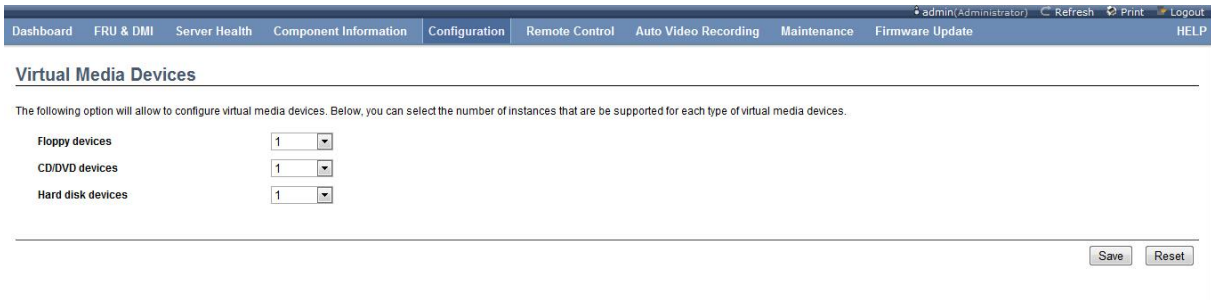 admin(Administrator) Refresh Print Logout
Dashboard FRU & DMI Server Health Component Information Configuration Remote Control Auto Video Recording Maintenance Firmware Update HELP
Virtual Media Devices
The following option will allow to configure virtual media devices. Below, you can select the number of instances that are be supported for each type of virtual media devices.
Floppy devices 1
CD/DVD devices 1
Hard disk devices 1
Save Reset